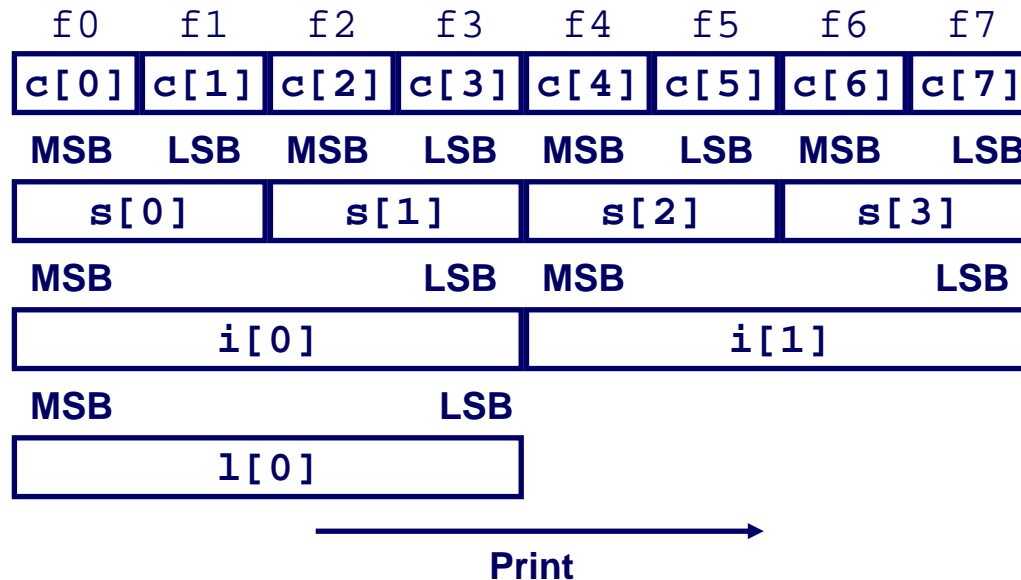 f0 f1 f2 f3 f4 f5 f6 f7
c[0] c[1] c[2] c[3] c[4] c[5] c[6] c[7]
MSB LSB MSB LSB MSB LSB MSB LSB
s[0] s[1] s[2] s[3]
MSB LSB MSB LSB
i[0] i[1]
MSB LSB
l[0]
Print